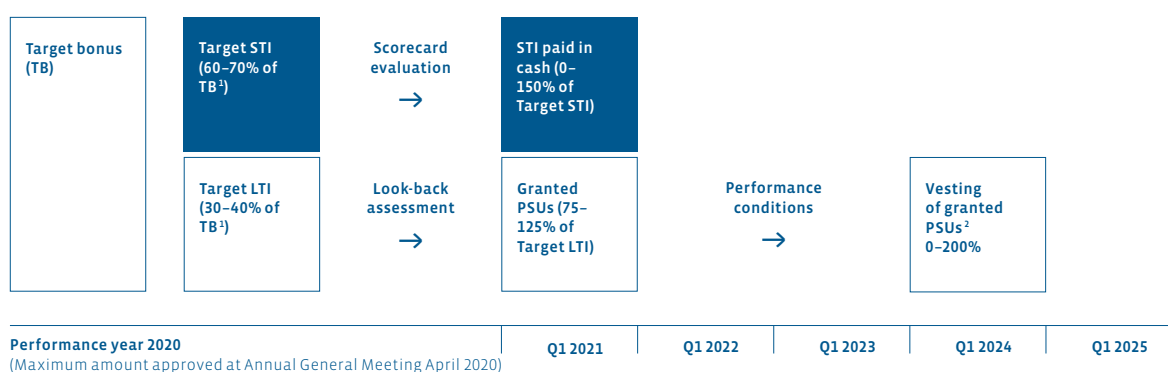 Target bonus
(TB)
Target STI
(60–70% of
TB¹)
Scorecard
evaluation
→
STI paid in
cash (0–
150% of
Target STI)
Target LTI
(30–40% of
TB¹)
Look-back
assessment
→
Granted
PSUs (75–
125% of
Target LTI)
Performance
conditions
→
Vesting
of granted
PSUs²
0–200%
Performance year 2020
(Maximum amount approved at Annual General Meeting April 2020)
Q1 2021
Q1 2022
Q1 2023
Q1 2024
Q1 2025